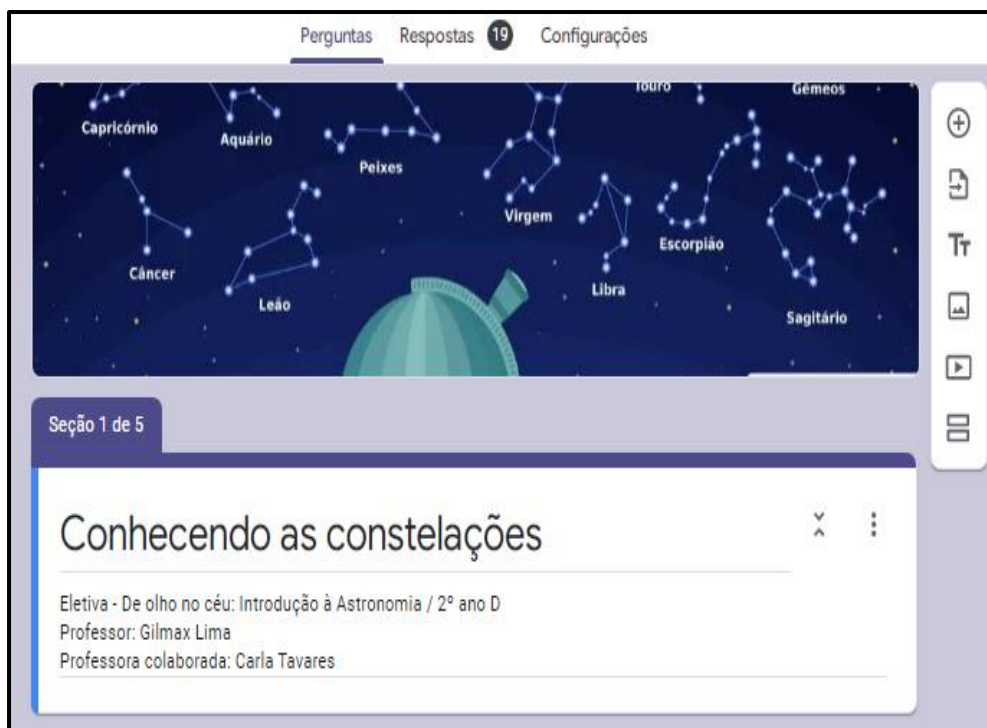 Perguntas Respostas 19 Configurações
Touro Gêmeos
Capricórnio Aquário Peixes
Virgem Escorpião
Câncer Leão Libra Sagitário
Seção 1 de 5
Conhecendo as constelações
Eletiva - De olho no céu: Introdução à Astronomia / 2º ano D
Professor: Gilmax Lima
Professora colaborada: Carla Tavares